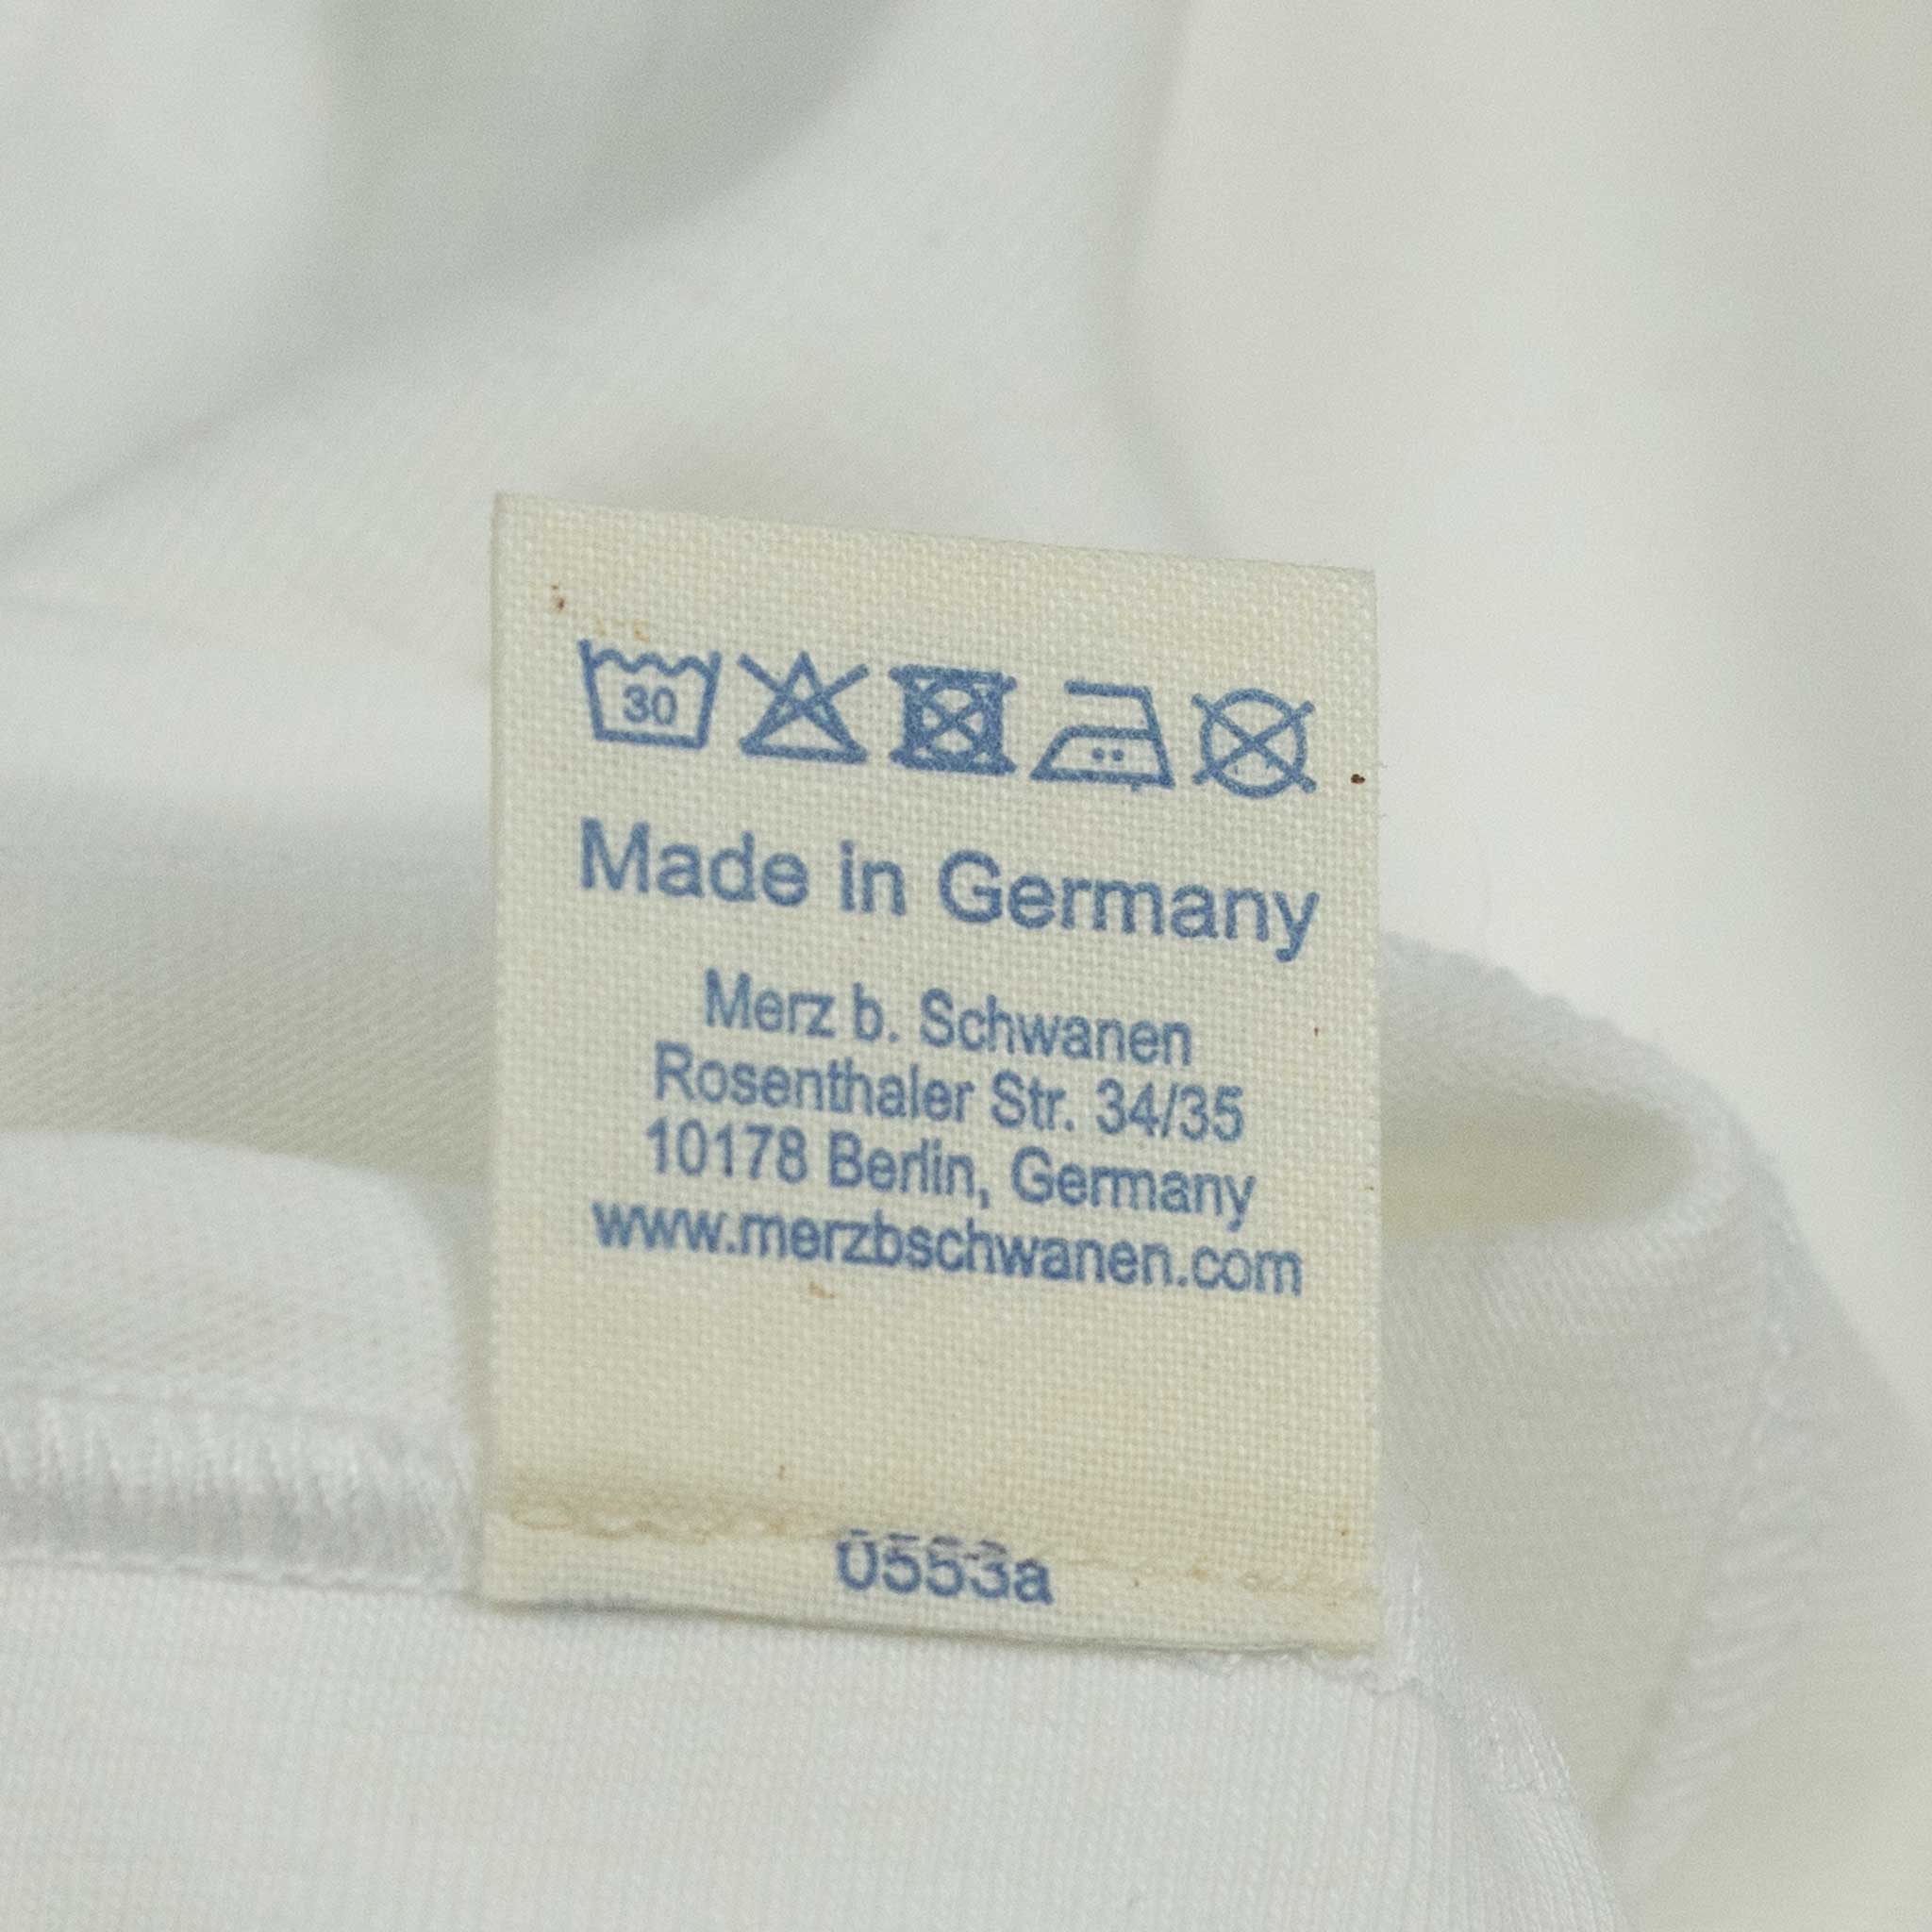 30
Made in Germany
Merz b. Schwanen
Rosenthaler Str. 34/35
10178 Berlin, Germany
www.merzbschwanen.com
0553a